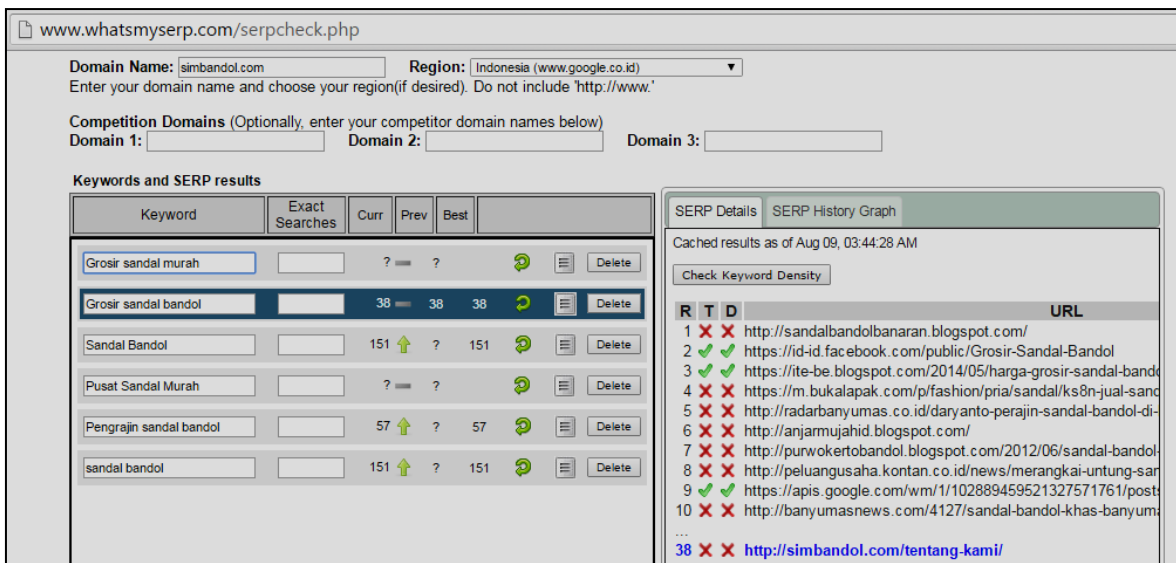 www.whatsmyserp.com/serpcheck.php
Domain Name: simbandol.com Region: Indonesia (www.google.co.id)
Enter your domain name and choose your region(if desired). Do not include 'http://www.'
Competition Domains (Optionally, enter your competitor domain names below)
Domain 1: Domain 2: Domain 3:
Keywords and SERP results
Keyword Exact Searches Curr Prev Best
Grosir sandal murah ? ? Delete
Grosir sandal bandol 38 38 38 Delete
Sandal Bandol 151 ? 151 Delete
Pusat Sandal Murah ? ? Delete
Pengrajin sandal bandol 57 ? 57 Delete
sandal bandol 151 ? 151 Delete
SERP Details SERP History Graph
Cached results as of Aug 09, 03:44:28 AM
Check Keyword Density
R T D URL
1 http://sandalbandolbanaran.blogspot.com/
2 https://id-id.facebook.com/public/Grosir-Sandal-Bandol
3 https://ite-be.blogspot.com/2014/05/harga-grosir-sandal-bando
4 https://m.bukalapak.com/p/fashion/pria/sandal/ks8n-jual-sand
5 http://radarbanyumas.co.id/daryanto-perajin-sandal-bandol-di-
6 http://anjarmujahid.blogspot.com/
7 http://purwokertobandol.blogspot.com/2012/06/sandal-bandol-
8 http://peluangusaha.kontan.co.id/news/merangkai-untung-san
9 https://apis.google.com/wm/1/102889459521327571761/posts
10 http://banyumasnews.com/4127/sandal-bandol-khas-banyuma
...
38 http://simbandol.com/tentang-kami/